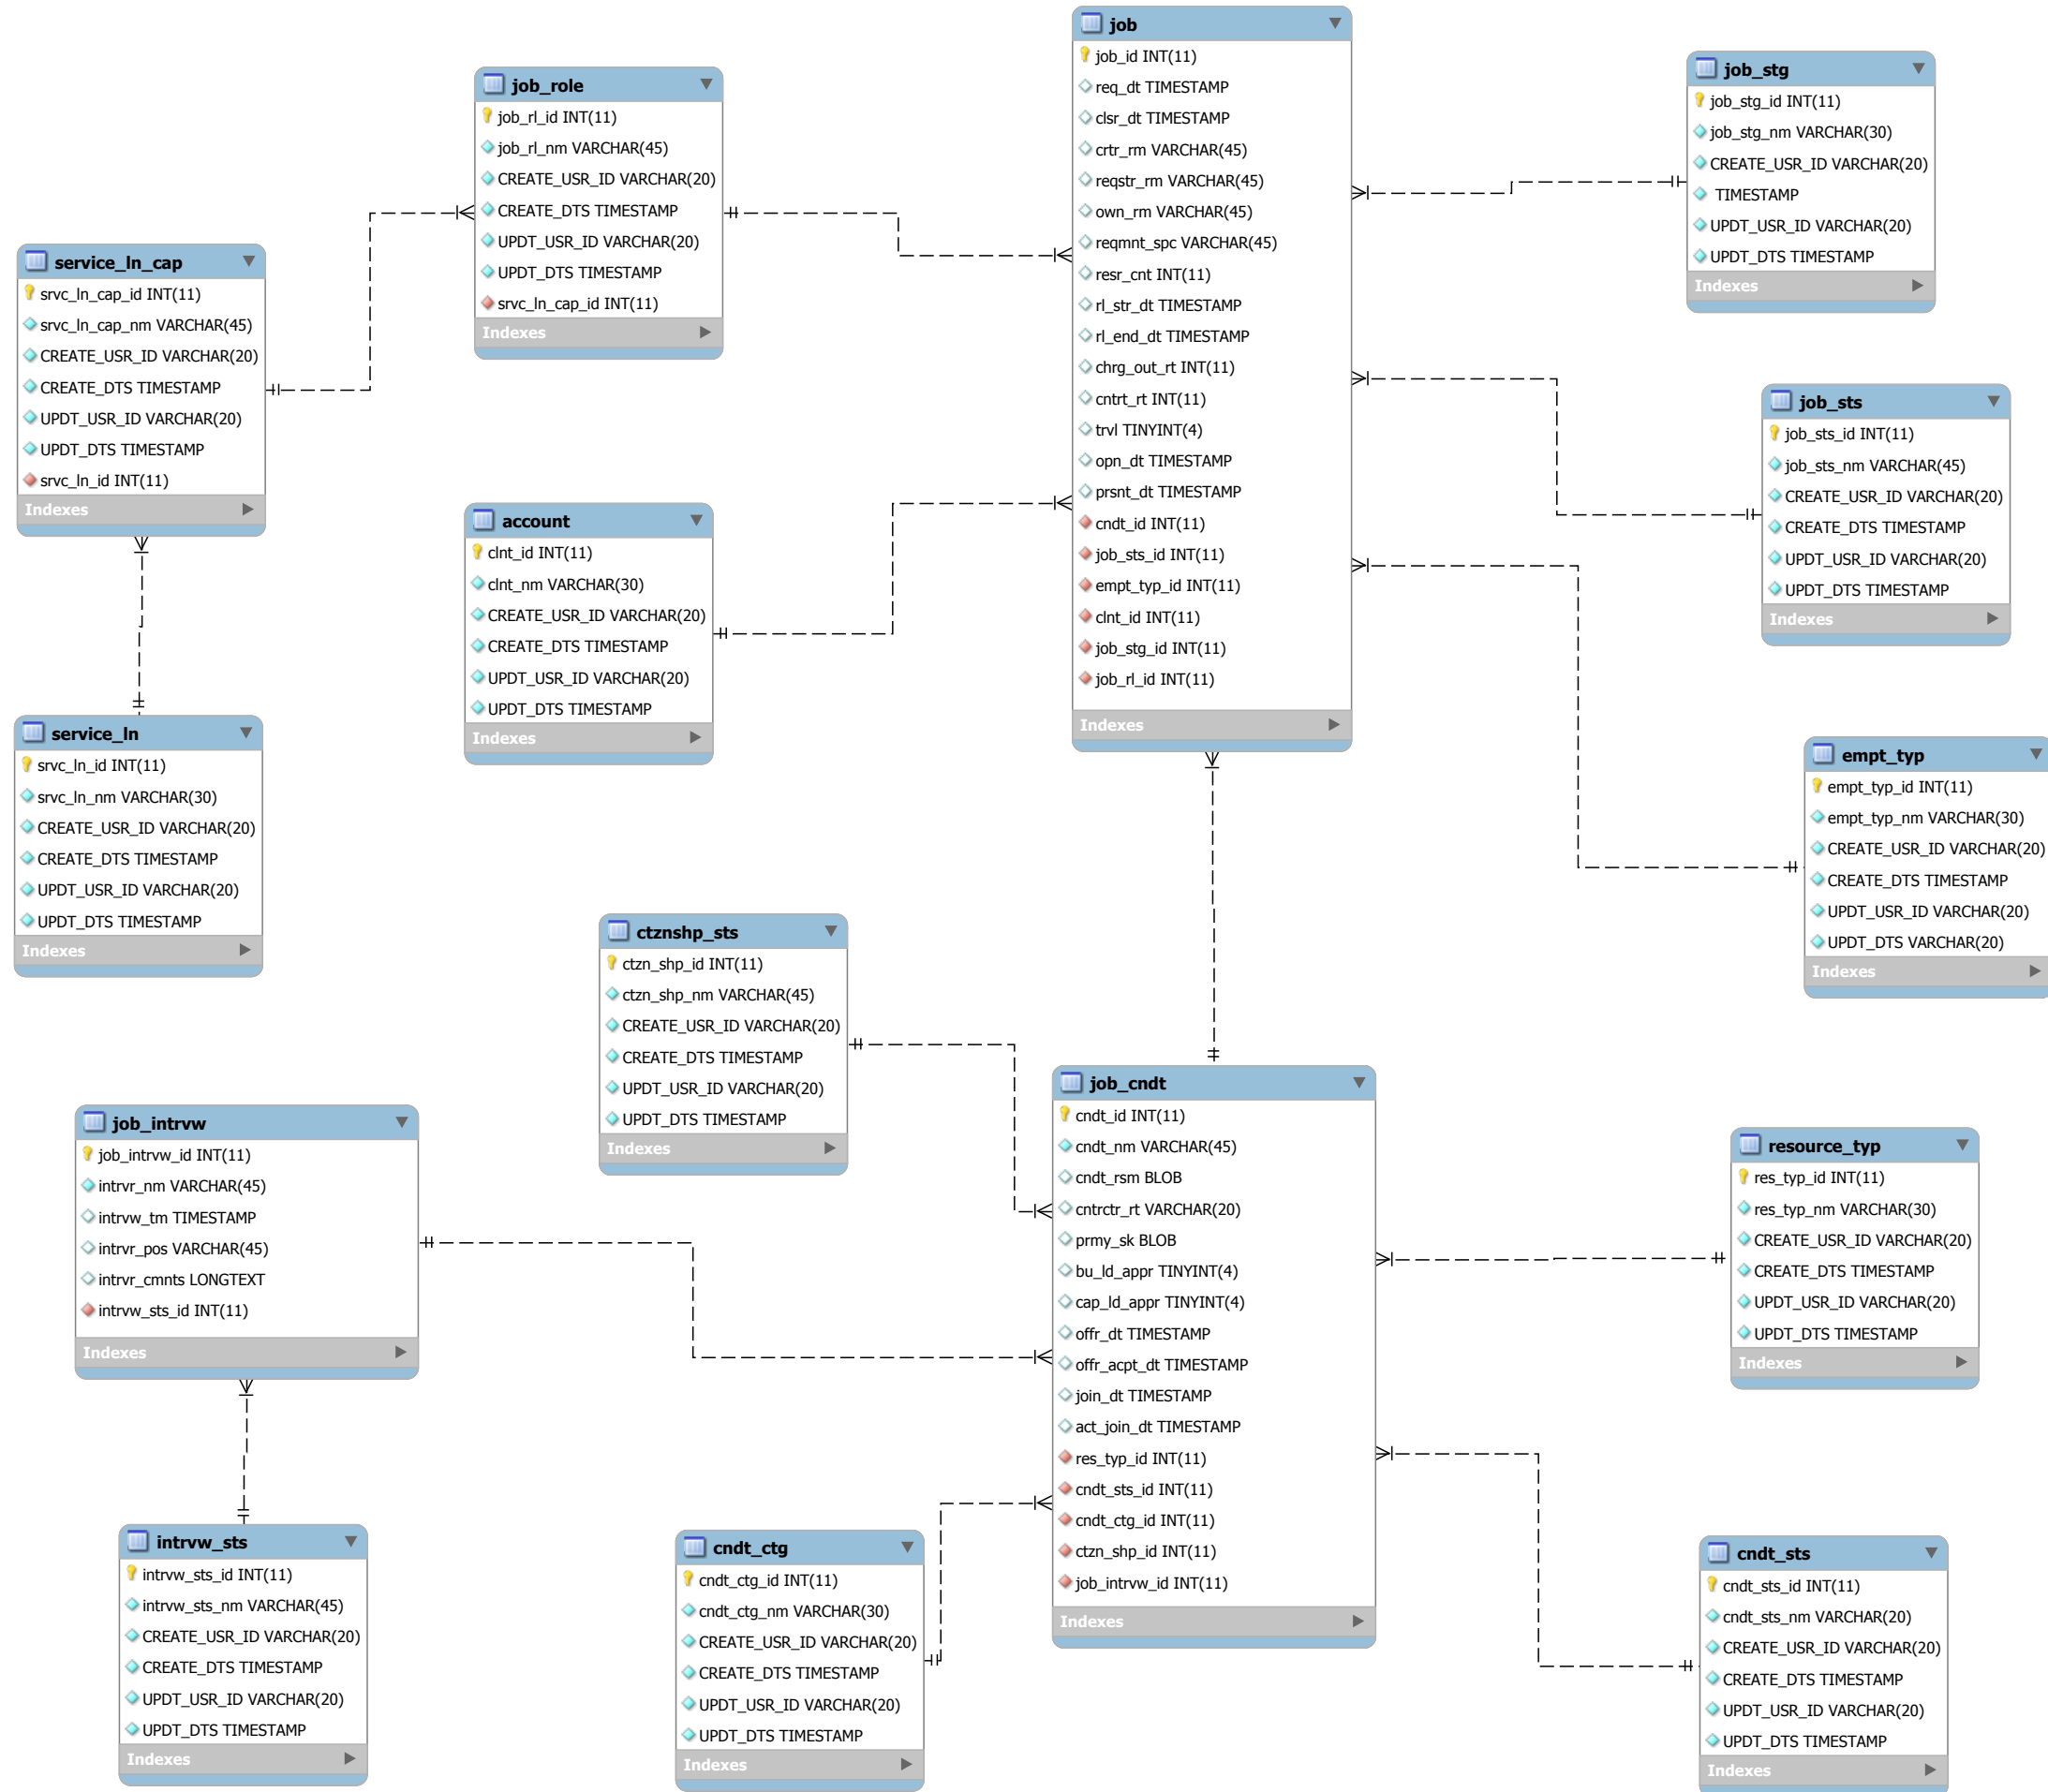 job
job_id INT(11)
req_dt TIMESTAMP
clsr_dt TIMESTAMP
crtr_rm VARCHAR(45)
reqstr_rm VARCHAR(45)
own_rm VARCHAR(45)
reqmnt_spc VARCHAR(45)
resr_cnt INT(11)
rl_str_dt TIMESTAMP
rl_end_dt TIMESTAMP
chrg_out_rt INT(11)
cntrt_rt INT(11)
trvl TINYINT(4)
opn_dt TIMESTAMP
prsnt_dt TIMESTAMP
cndt_id INT(11)
job_sts_id INT(11)
empt_typ_id INT(11)
clnt_id INT(11)
job_stg_id INT(11)
job_rl_id INT(11)
Indexes
job_stg
job_stg_id INT(11)
job_stg_nm VARCHAR(30)
CREATE_USR_ID VARCHAR(20)
TIMESTAMP
UPDT_USR_ID VARCHAR(20)
UPDT_DTS TIMESTAMP
Indexes
job_role
job_rl_id INT(11)
job_rl_nm VARCHAR(45)
CREATE_USR_ID VARCHAR(20)
CREATE_DTS TIMESTAMP
UPDT_USR_ID VARCHAR(20)
UPDT_DTS TIMESTAMP
srvc_ln_cap_id INT(11)
Indexes
service_ln_cap
srvc_ln_cap_id INT(11)
srvc_ln_cap_nm VARCHAR(45)
CREATE_USR_ID VARCHAR(20)
CREATE_DTS TIMESTAMP
UPDT_USR_ID VARCHAR(20)
UPDT_DTS TIMESTAMP
srvc_ln_id INT(11)
Indexes
job_sts
job_sts_id INT(11)
job_sts_nm VARCHAR(45)
CREATE_USR_ID VARCHAR(20)
CREATE_DTS TIMESTAMP
UPDT_USR_ID VARCHAR(20)
UPDT_DTS TIMESTAMP
Indexes
account
clnt_id INT(11)
clnt_nm VARCHAR(30)
CREATE_USR_ID VARCHAR(20)
CREATE_DTS TIMESTAMP
UPDT_USR_ID VARCHAR(20)
UPDT_DTS TIMESTAMP
Indexes
service_ln
srvc_ln_id INT(11)
srvc_ln_nm VARCHAR(30)
CREATE_USR_ID VARCHAR(20)
CREATE_DTS TIMESTAMP
UPDT_USR_ID VARCHAR(20)
UPDT_DTS TIMESTAMP
Indexes
empt_typ
empt_typ_id INT(11)
empt_typ_nm VARCHAR(30)
CREATE_USR_ID VARCHAR(20)
CREATE_DTS TIMESTAMP
UPDT_USR_ID VARCHAR(20)
UPDT_DTS VARCHAR(20)
Indexes
ctznshp_sts
ctzn_shp_id INT(11)
ctzn_shp_nm VARCHAR(45)
CREATE_USR_ID VARCHAR(20)
CREATE_DTS TIMESTAMP
UPDT_USR_ID VARCHAR(20)
UPDT_DTS TIMESTAMP
Indexes
job_cndt
cndt_id INT(11)
cndt_nm VARCHAR(45)
cndt_rsm BLOB
cntrctr_rt VARCHAR(20)
prmy_sk BLOB
bu_ld_appr TINYINT(4)
cap_ld_appr TINYINT(4)
offr_dt TIMESTAMP
offr_acpt_dt TIMESTAMP
join_dt TIMESTAMP
act_join_dt TIMESTAMP
res_typ_id INT(11)
cndt_sts_id INT(11)
cndt_ctg_id INT(11)
ctzn_shp_id INT(11)
job_intrvw_id INT(11)
Indexes
job_intrvw
job_intrvw_id INT(11)
intrvr_nm VARCHAR(45)
intrvw_tm TIMESTAMP
intrvr_pos VARCHAR(45)
intrvr_cmnts LONGTEXT
intrvw_sts_id INT(11)
Indexes
resource_typ
res_typ_id INT(11)
res_typ_nm VARCHAR(30)
CREATE_USR_ID VARCHAR(20)
CREATE_DTS TIMESTAMP
UPDT_USR_ID VARCHAR(20)
UPDT_DTS TIMESTAMP
Indexes
intrvw_sts
intrvw_sts_id INT(11)
intrvw_sts_nm VARCHAR(45)
CREATE_USR_ID VARCHAR(20)
CREATE_DTS TIMESTAMP
UPDT_USR_ID VARCHAR(20)
UPDT_DTS TIMESTAMP
Indexes
cndt_ctg
cndt_ctg_id INT(11)
cndt_ctg_nm VARCHAR(30)
CREATE_USR_ID VARCHAR(20)
CREATE_DTS TIMESTAMP
UPDT_USR_ID VARCHAR(20)
UPDT_DTS TIMESTAMP
Indexes
cndt_sts
cndt_sts_id INT(11)
cndt_sts_nm VARCHAR(20)
CREATE_USR_ID VARCHAR(20)
CREATE_DTS TIMESTAMP
UPDT_USR_ID VARCHAR(20)
UPDT_DTS TIMESTAMP
Indexes